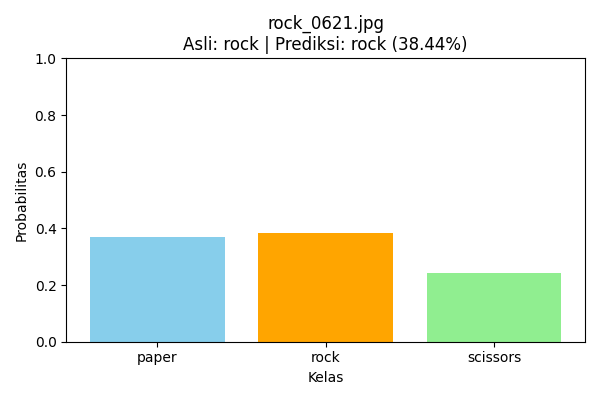 rock_0621.jpg
Asli: rock | Prediksi: rock (38.44%)
1.0
0.8
0.6
0.4
0.2
0.0
Probabilitas
paper rock scissors
Kelas